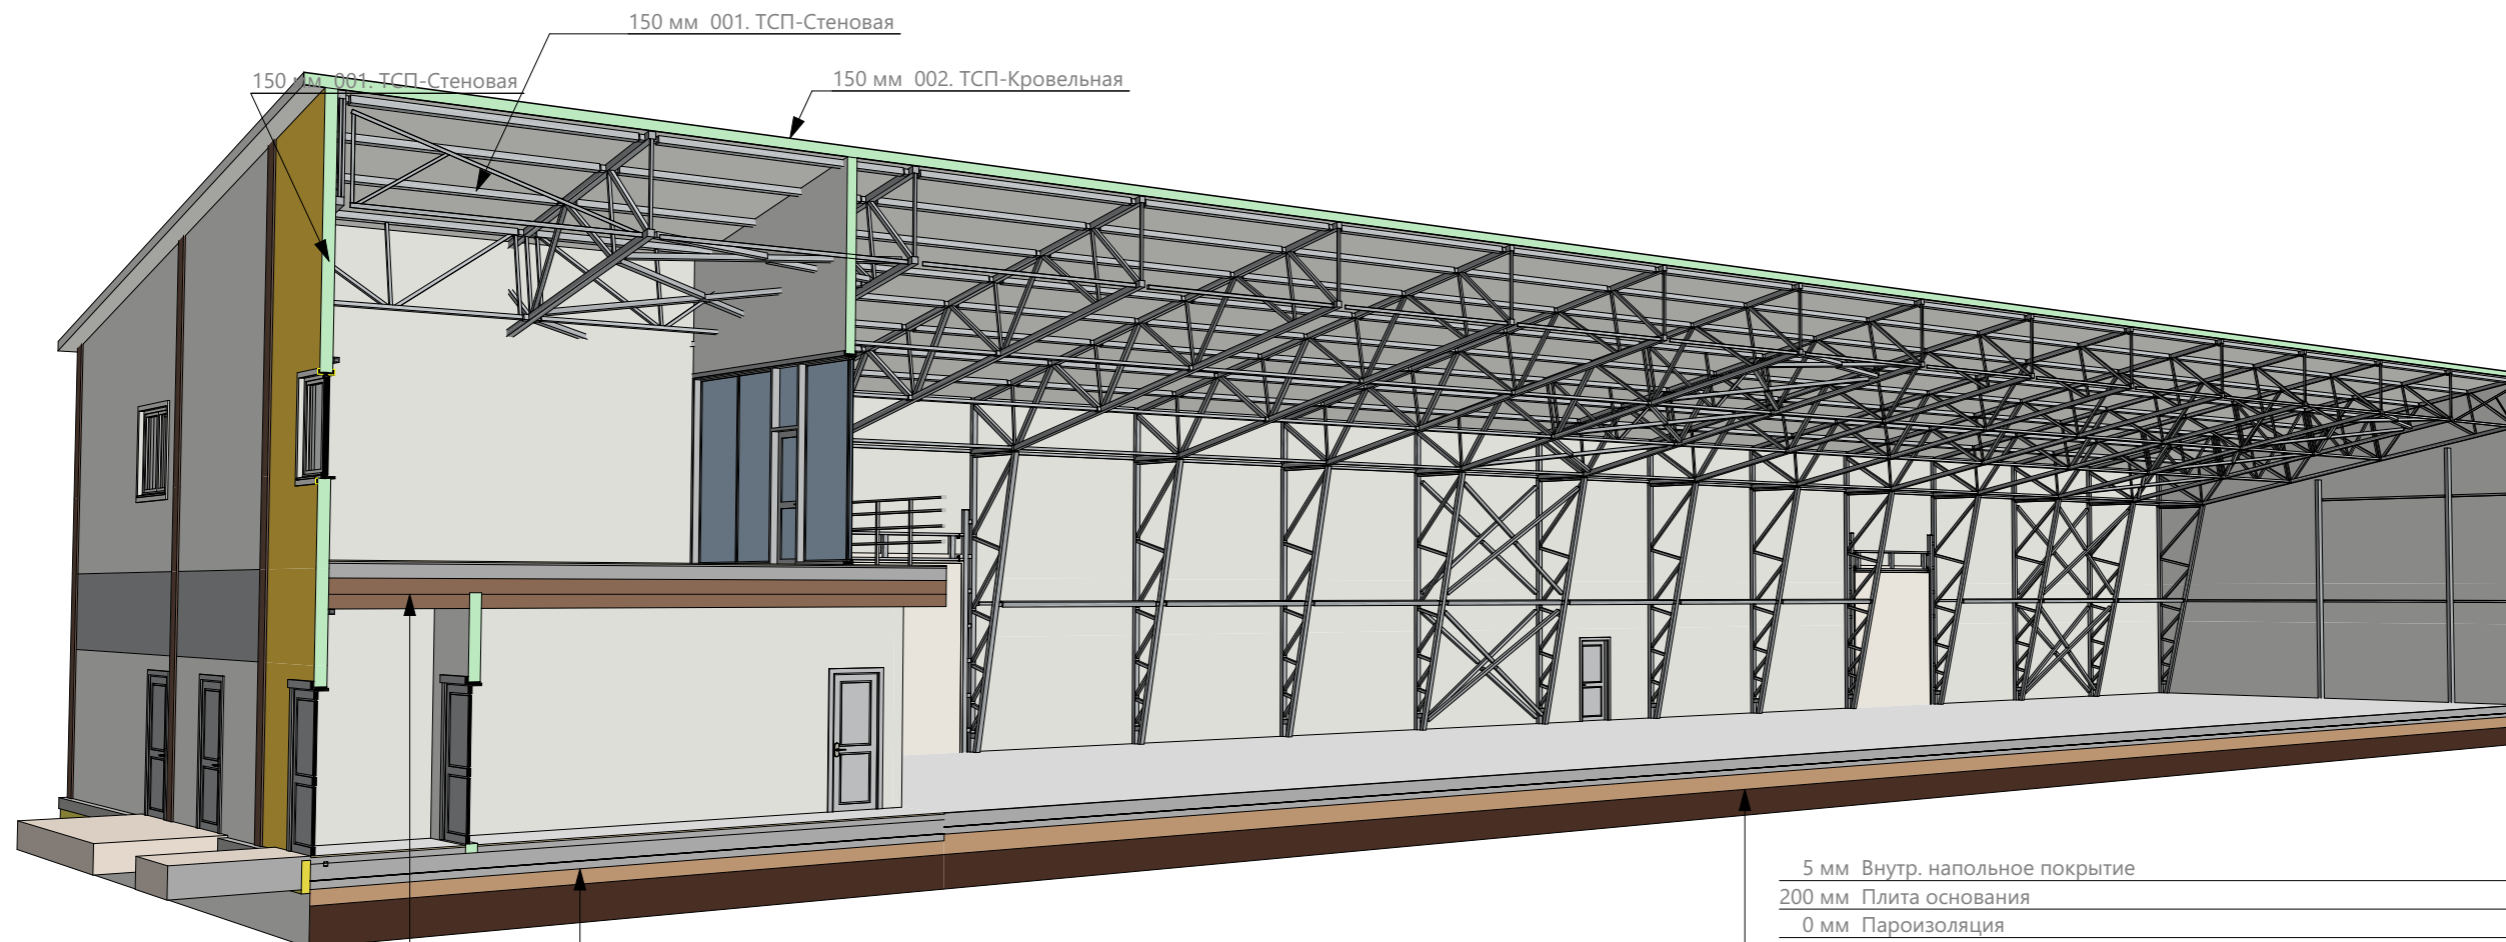 150 мм 001. ТСП-Стеновая
150 мм 001. ТСП-Стеновая
150 мм 002. ТСП-Кровельная
5 мм Внутр. напольное покрытие
200 мм Плита основания
0 мм Пароизоляция